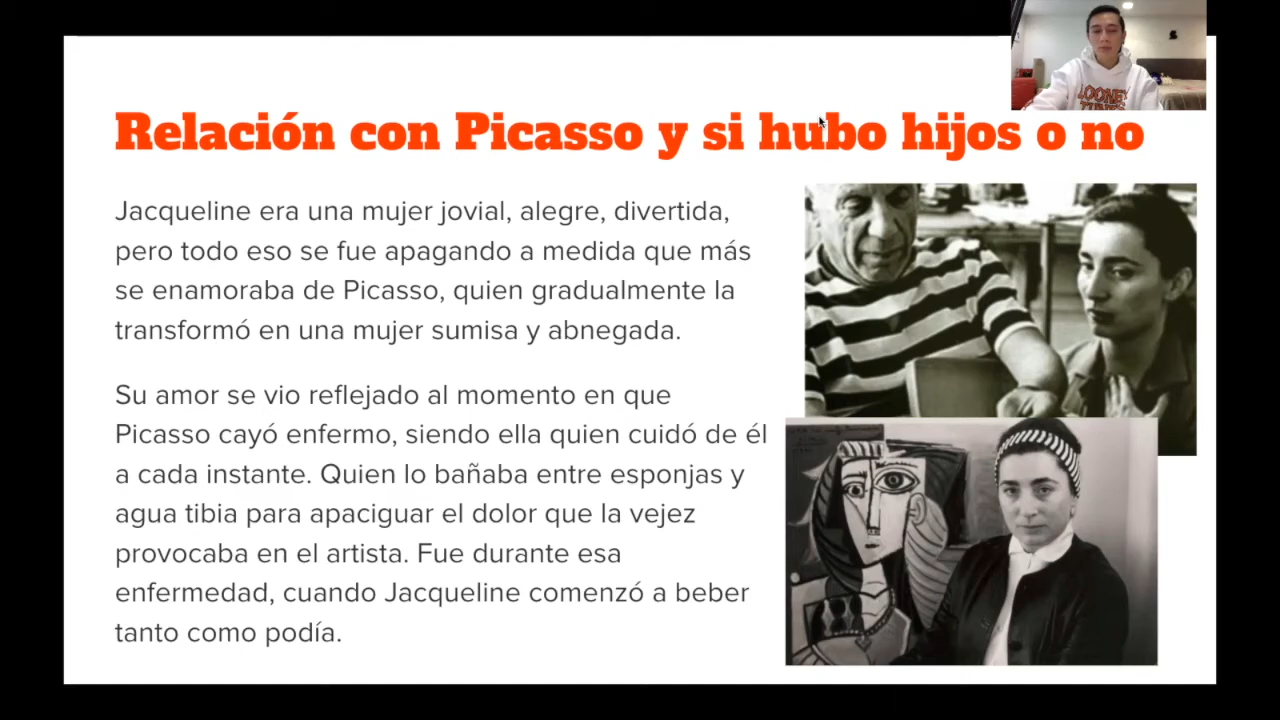 Relación con Picasso y si hubo hijos o no
Jacqueline era una mujer jovial, alegre, divertida,
pero todo eso se fue apagando a medida que más
se enamoraba de Picasso, quien gradualmente la
transformó en una mujer sumisa y abnegada.
Su amor se vio reflejado al momento en que
Picasso cayó enfermo, siendo ella quien cuidó de él
a cada instante. Quien lo bañaba entre esponjas y
agua tibia para apaciguar el dolor que la vejez
provocaba en el artista. Fue durante esa
enfermedad, cuando Jacqueline comenzó a beber
tanto como podía.
LOONEY
TUNES